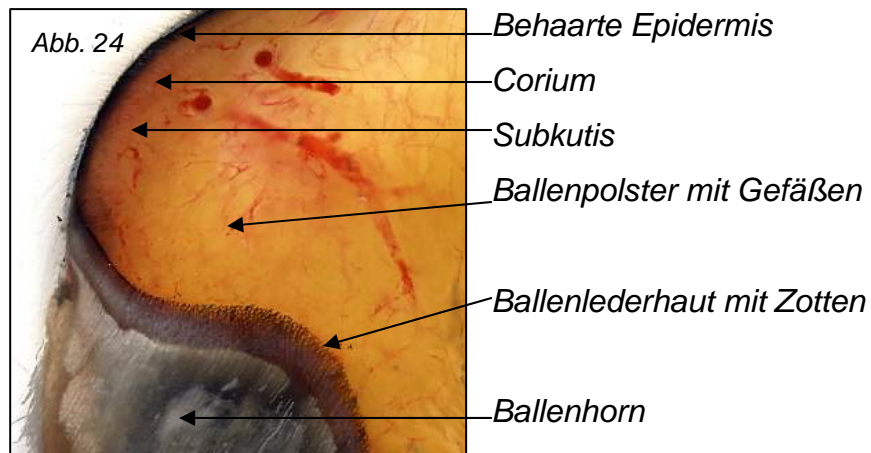 Abb. 24
Behaarte Epidermis
Corium
Subkutis
Ballenpolster mit Gefäßen
Ballenlederhaut mit Zotten
Ballenhorn